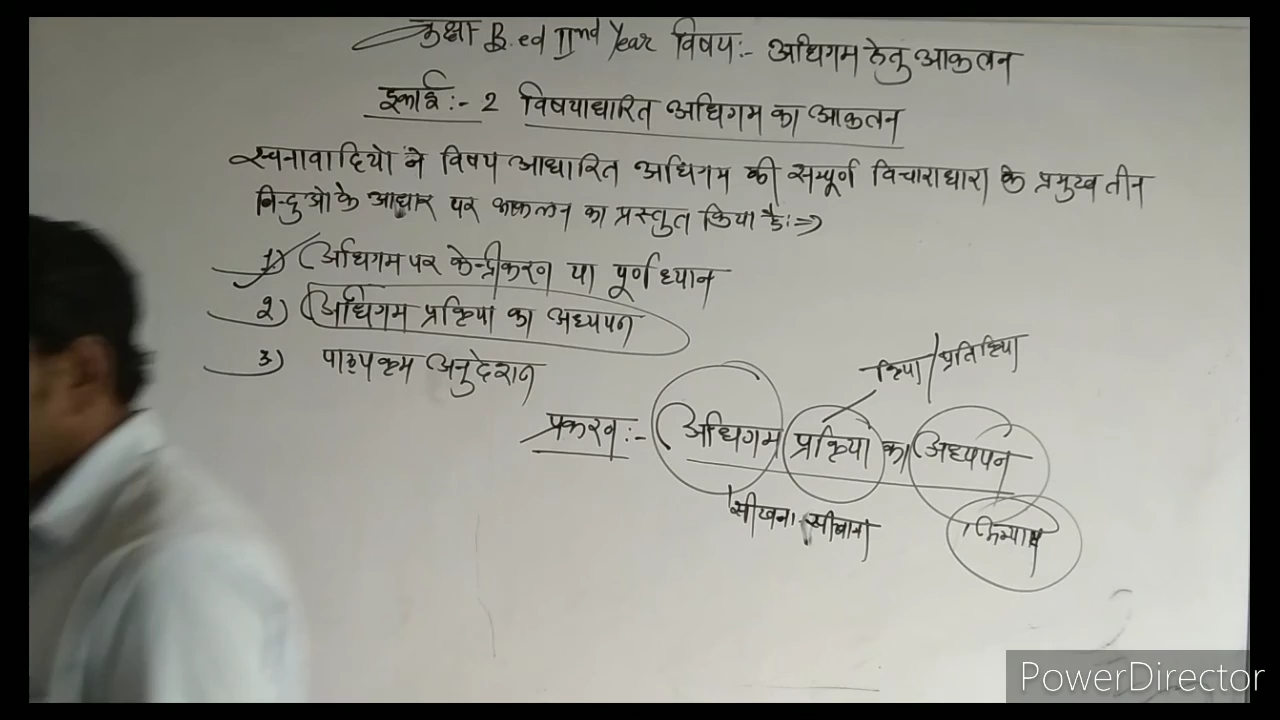 कक्षा B.ed IInd Year विषय:- अधिगम हेतु आकलन
इकाई:- 2 विषयाधारित अधिगम का आकलन
रचनावादियो ने विषय आधारित अधिगम की सम्पूर्ण विचाराधारा के प्रमुख तीन
बिन्दुओ के आधार पर आकलन का प्रस्तुत किया है:⇒
1) अधिगम पर केन्द्रीकरण या पूर्ण ध्यान
2) अधिगम प्रक्रिया का अध्ययन
3) पाठ्यक्रम अनुदेशन
क्रिया/प्रतिक्रिया
प्रकरण:- अधिगम प्रक्रिया का अध्ययन
सीखना
PowerDirector